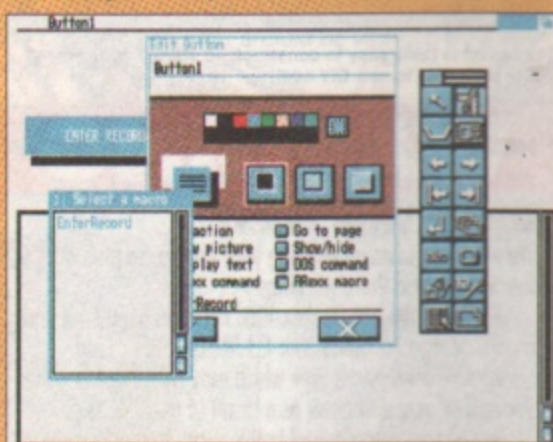 Button1
Edit Button
Button1
ENTER RECORD
Select a macro
EnterRecord
action
Go to page
picture
Show/hide
play text
DOS command
command
ARexx macro
Record